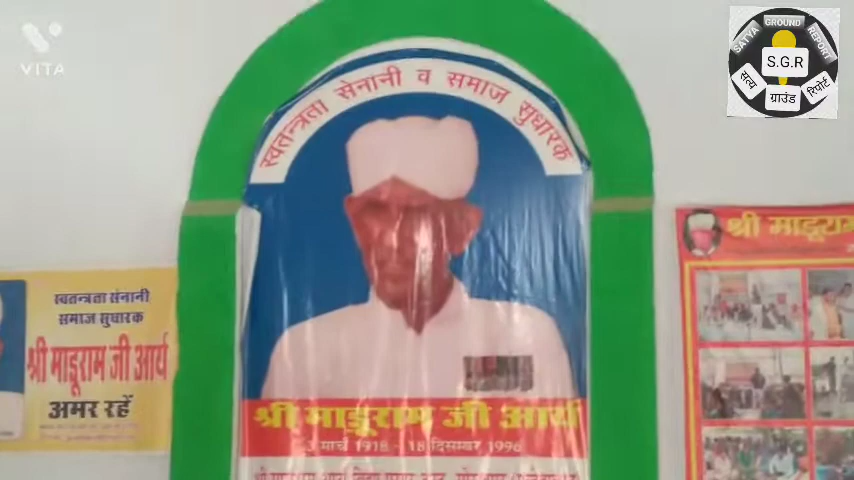 VITA
SATYA GROUND REPORT
S.G.R
सत्य ग्राउंड रिपोर्ट
स्वतन्त्रता सेनानी व समाज सुधारक
श्री माडूराम
स्वतन्त्रता संनानी
समाज सुधारक
श्री माडूराम जी आर्य
अमर रहें
श्री माडूराम जी आर्य
3 मार्च 1918 - 18 दिसम्बर 1996